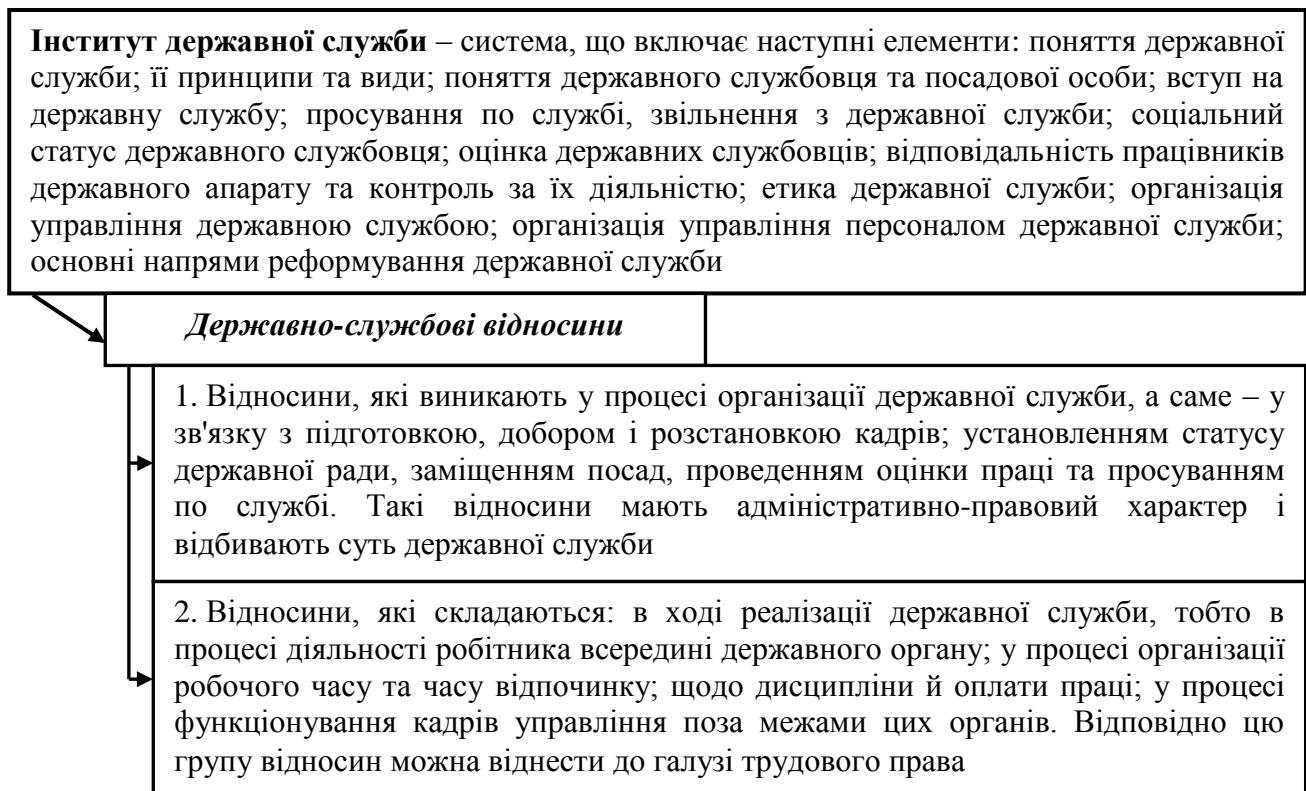 Інститут державної служби – система, що включає наступні елементи: поняття державної
служби; її принципи та види; поняття державного службовця та посадової особи; вступ на
державну службу; просування по службі, звільнення з державної служби; соціальний
статус державного службовця; оцінка державних службовців; відповідальність працівників
державного апарату та контроль за їх діяльністю; етика державної служби; організація
управління державною службою; організація управління персоналом державної служби;
основні напрями реформування державної служби
Державно-службові відносини
1. Відносини, які виникають у процесі організації державної служби, а саме – у
зв'язку з підготовкою, добором і розстановкою кадрів; установленням статусу
державної ради, заміщенням посад, проведенням оцінки праці та просуванням
по службі. Такі відносини мають адміністративно-правовий характер і
відбивають суть державної служби
2. Відносини, які складаються: в ході реалізації державної служби, тобто в
процесі діяльності робітника всередині державного органу; у процесі організації
робочого часу та часу відпочинку; щодо дисципліни й оплати праці; у процесі
функціонування кадрів управління поза межами цих органів. Відповідно цю
групу відносин можна віднести до галузі трудового права